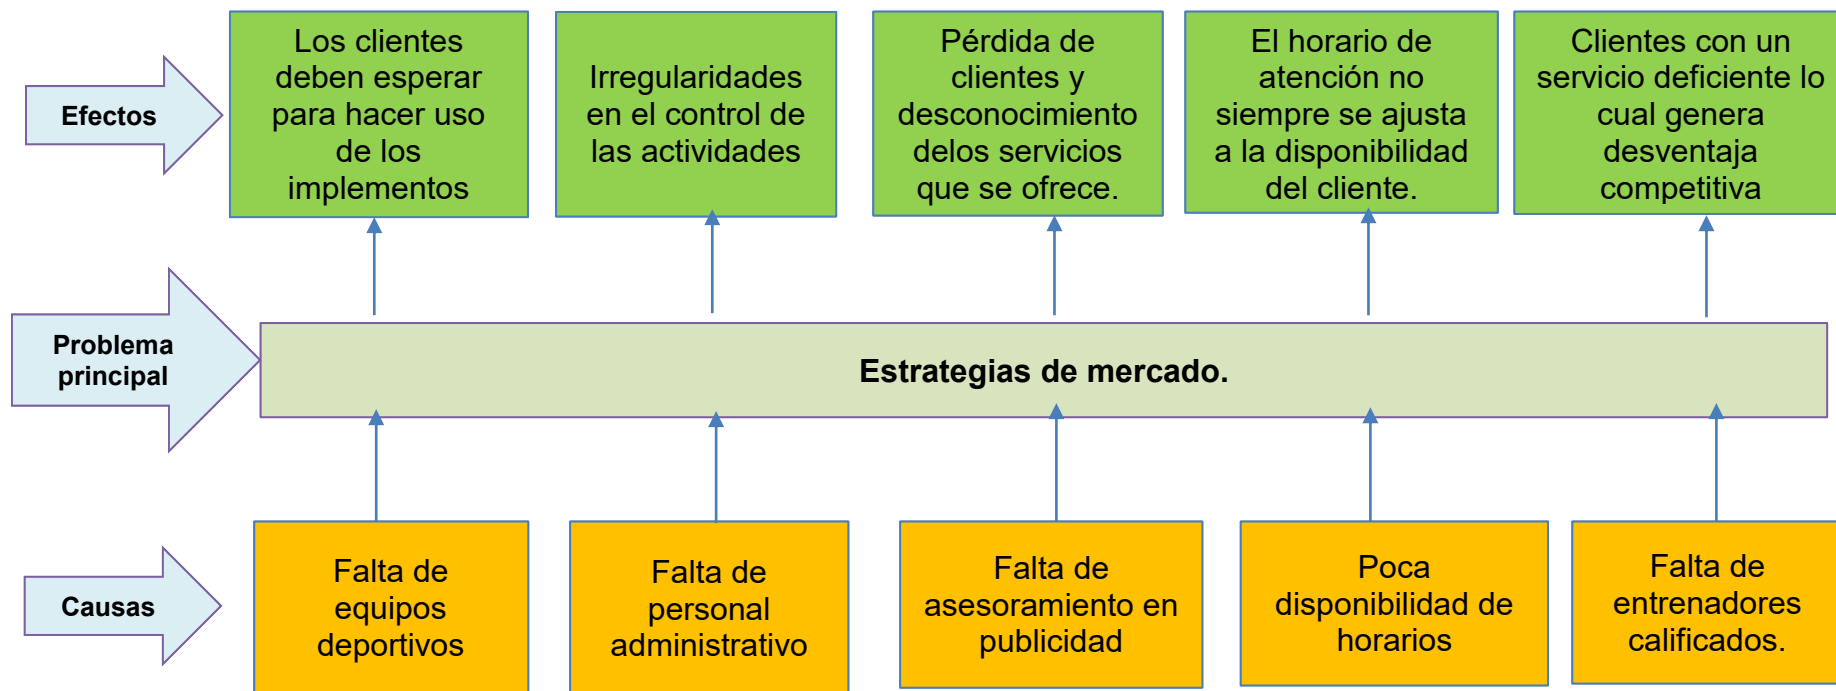 Efectos
Los clientes
deben esperar
para hacer uso
de los
implementos
Irregularidades
en el control de
las actividades
Pérdida de
clientes y
desconocimiento
delos servicios
que se ofrece.
El horario de
atención no
siempre se ajusta
a la disponibilidad
del cliente.
Clientes con un
servicio deficiente lo
cual genera
desventaja
competitiva
Problema
principal
Estrategias de mercado.
Causas
Falta de
equipos
deportivos
Falta de
personal
administrativo
Falta de
asesoramiento en
publicidad
Poca
disponibilidad de
horarios
Falta de
entrenadores
calificados.